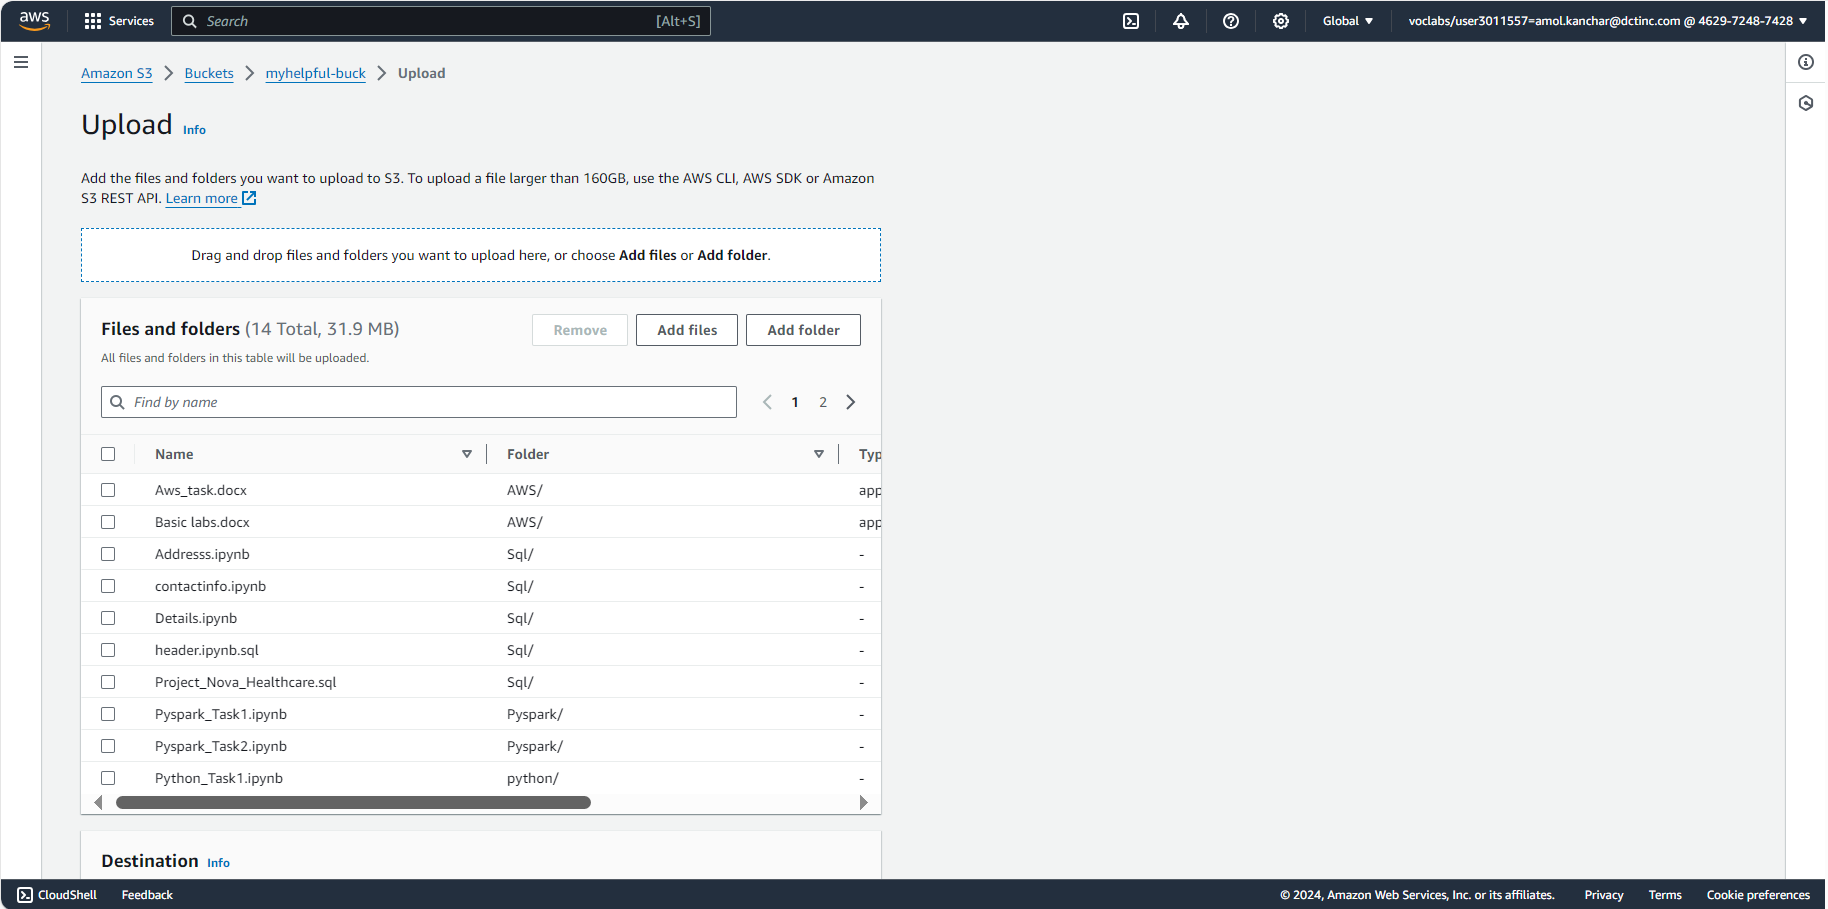 aws Services Search [Alt+S] Global voclabs/user3011557=amol.kanchar@dctinc.com @ 4629-7248-7428
Amazon S3 Buckets myhelpful-buck Upload
Upload Info
Add the files and folders you want to upload to S3. To upload a file larger than 160GB, use the AWS CLI, AWS SDK or Amazon
S3 REST API. Learn more
Drag and drop files and folders you want to upload here, or choose Add files or Add folder.
Files and folders (14 Total, 31.9 MB) Remove Add files Add folder
All files and folders in this table will be uploaded.
Find by name 1 2
Name Folder Typ
Aws_task.docx AWS/ app
Basic labs.docx AWS/ app
Addresss.ipynb Sql/ -
contactinfo.ipynb Sql/ -
Details.ipynb Sql/ -
header.ipynb.sql Sql/ -
Project_Nova_Healthcare.sql Sql/ -
Pyspark_Task1.ipynb Pyspark/ -
Pyspark_Task2.ipynb Pyspark/ -
Python_Task1.ipynb python/ -
Destination Info
CloudShell Feedback © 2024, Amazon Web Services, Inc. or its affiliates. Privacy Terms Cookie preferences